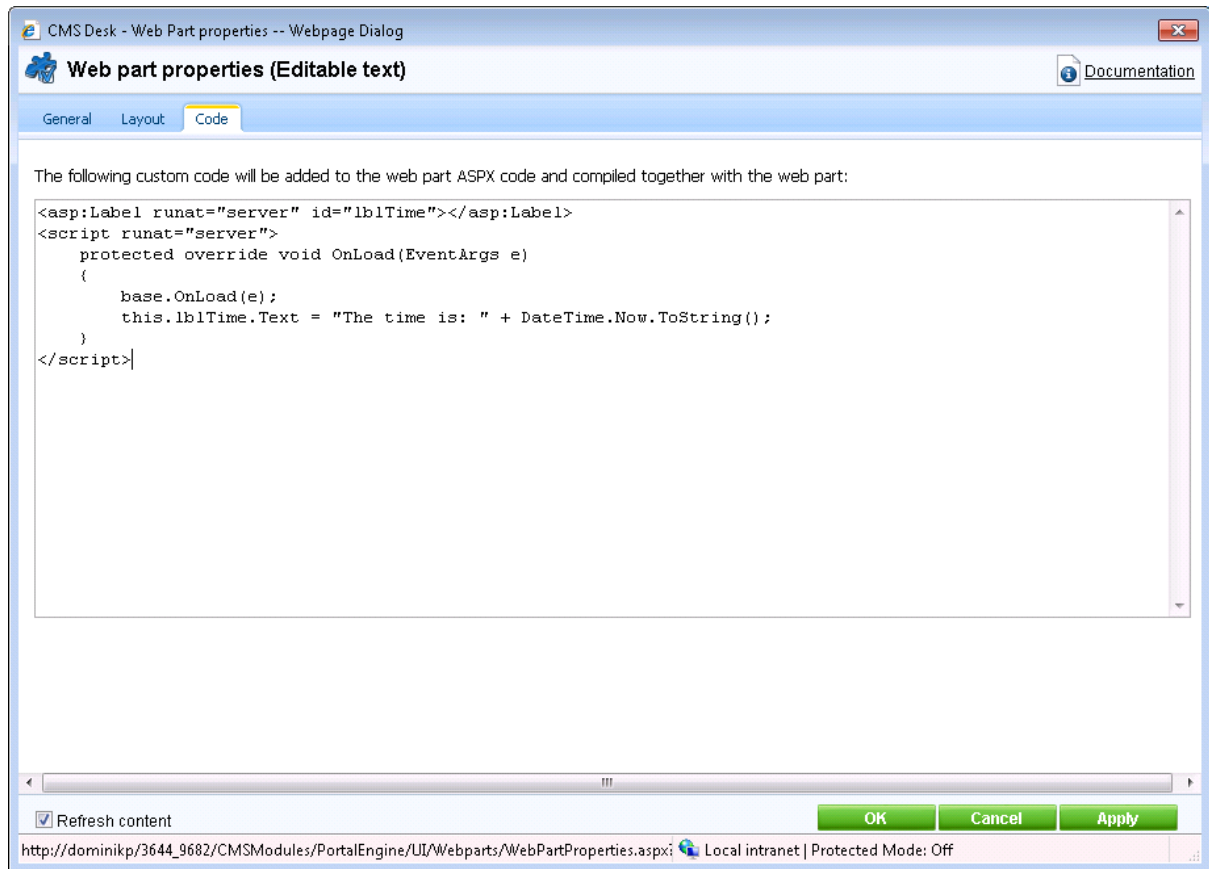 CMS Desk - Web Part properties -- Webpage Dialog
Web part properties (Editable text)
Documentation
General Layout Code
The following custom code will be added to the web part ASPX code and compiled together with the web part:
<asp:Label runat="server" id="lblTime"></asp:Label>
<script runat="server">
    protected override void OnLoad(EventArgs e)
    {
        base.OnLoad(e);
        this.lblTime.Text = "The time is: " + DateTime.Now.ToString();
    }
</script>
Refresh content
OK Cancel Apply
http://dominikp/3644_9682/CMSModules/PortalEngine/UI/Webparts/WebPartProperties.aspx? Local intranet | Protected Mode: Off